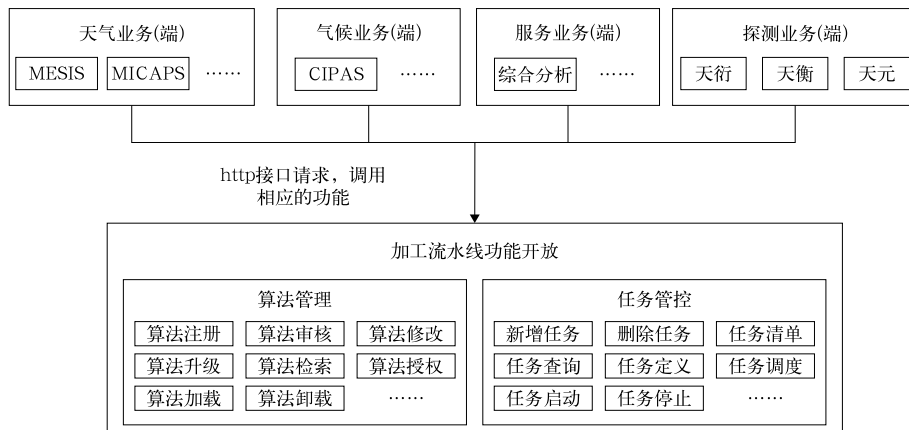 天气业务(端)
MESIS MICAPS ……
气候业务(端)
CIPAS ……
服务业务(端)
综合分析 ……
探测业务(端)
天衍 天衡 天元
http接口请求，调用
相应的功能
加工流水线功能开放
算法管理
算法注册 算法审核 算法修改
算法升级 算法检索 算法授权
算法加载 算法卸载 ……
任务管控
新增任务 删除任务 任务清单
任务查询 任务定义 任务调度
任务启动 任务停止 ……